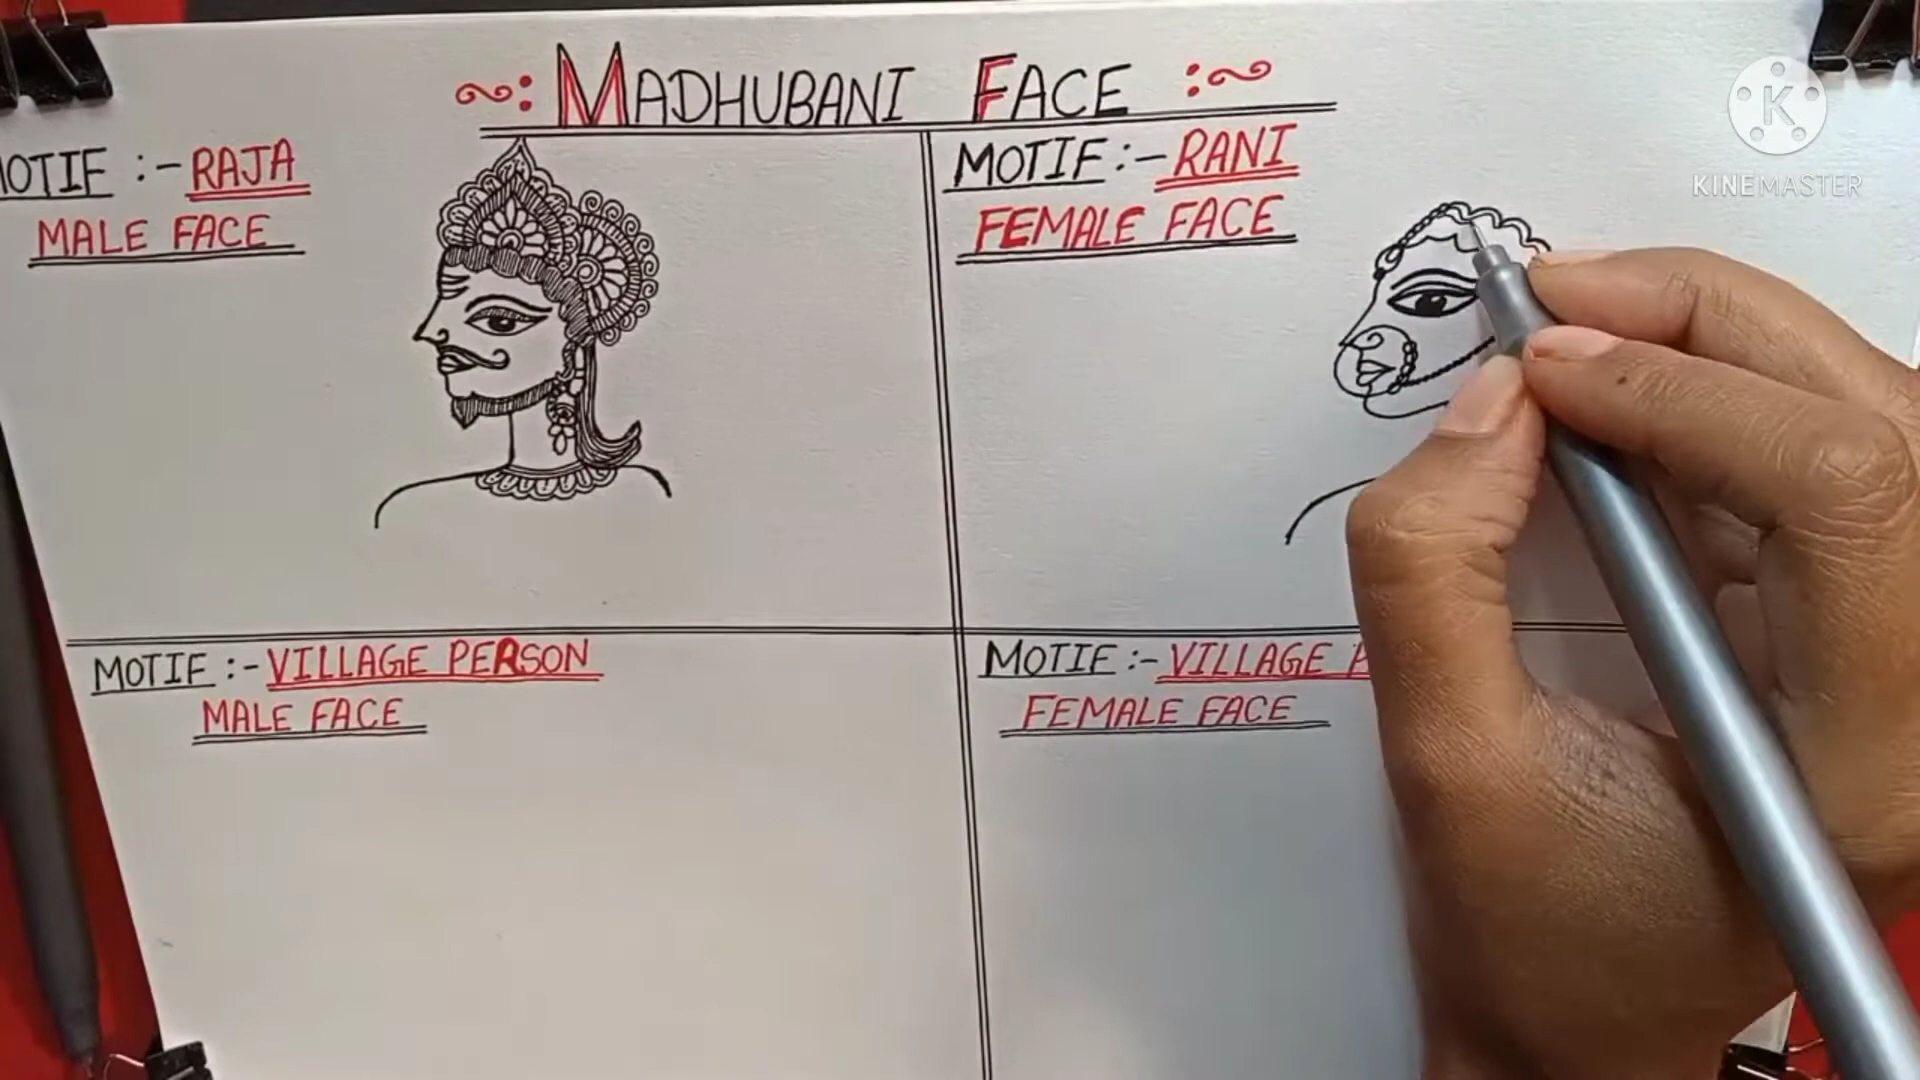 MADHUBANI FACE
MOTIF :- RAJA
MALE FACE
MOTIF :- RANI
FEMALE FACE
MOTIF :- VILLAGE PERSON
MALE FACE
MOTIF :- VILLAGE
FEMALE FACE
K
KINEMASTER